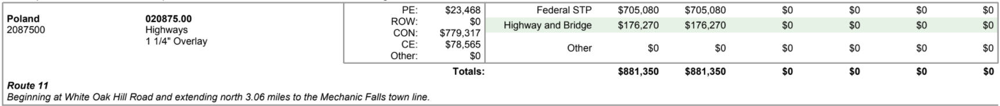 PE: $23,468 Federal STP $705,080 $705,080 $0 $0 $0 $0
Poland 020875.00 ROW: $0
2087500 Highways Highway and Bridge $176,270 $176,270 $0 $0 $0 $0
CON: $779,317
1 1/4" Overlay CE: $78,565
Other $0 $0 $0 $0 $0 $0
Other: $0
Totals: $881,350 $881,350 $0 $0 $0 $0
Route 11
Beginning at White Oak Hill Road and extending north 3.06 miles to the Mechanic Falls town line.